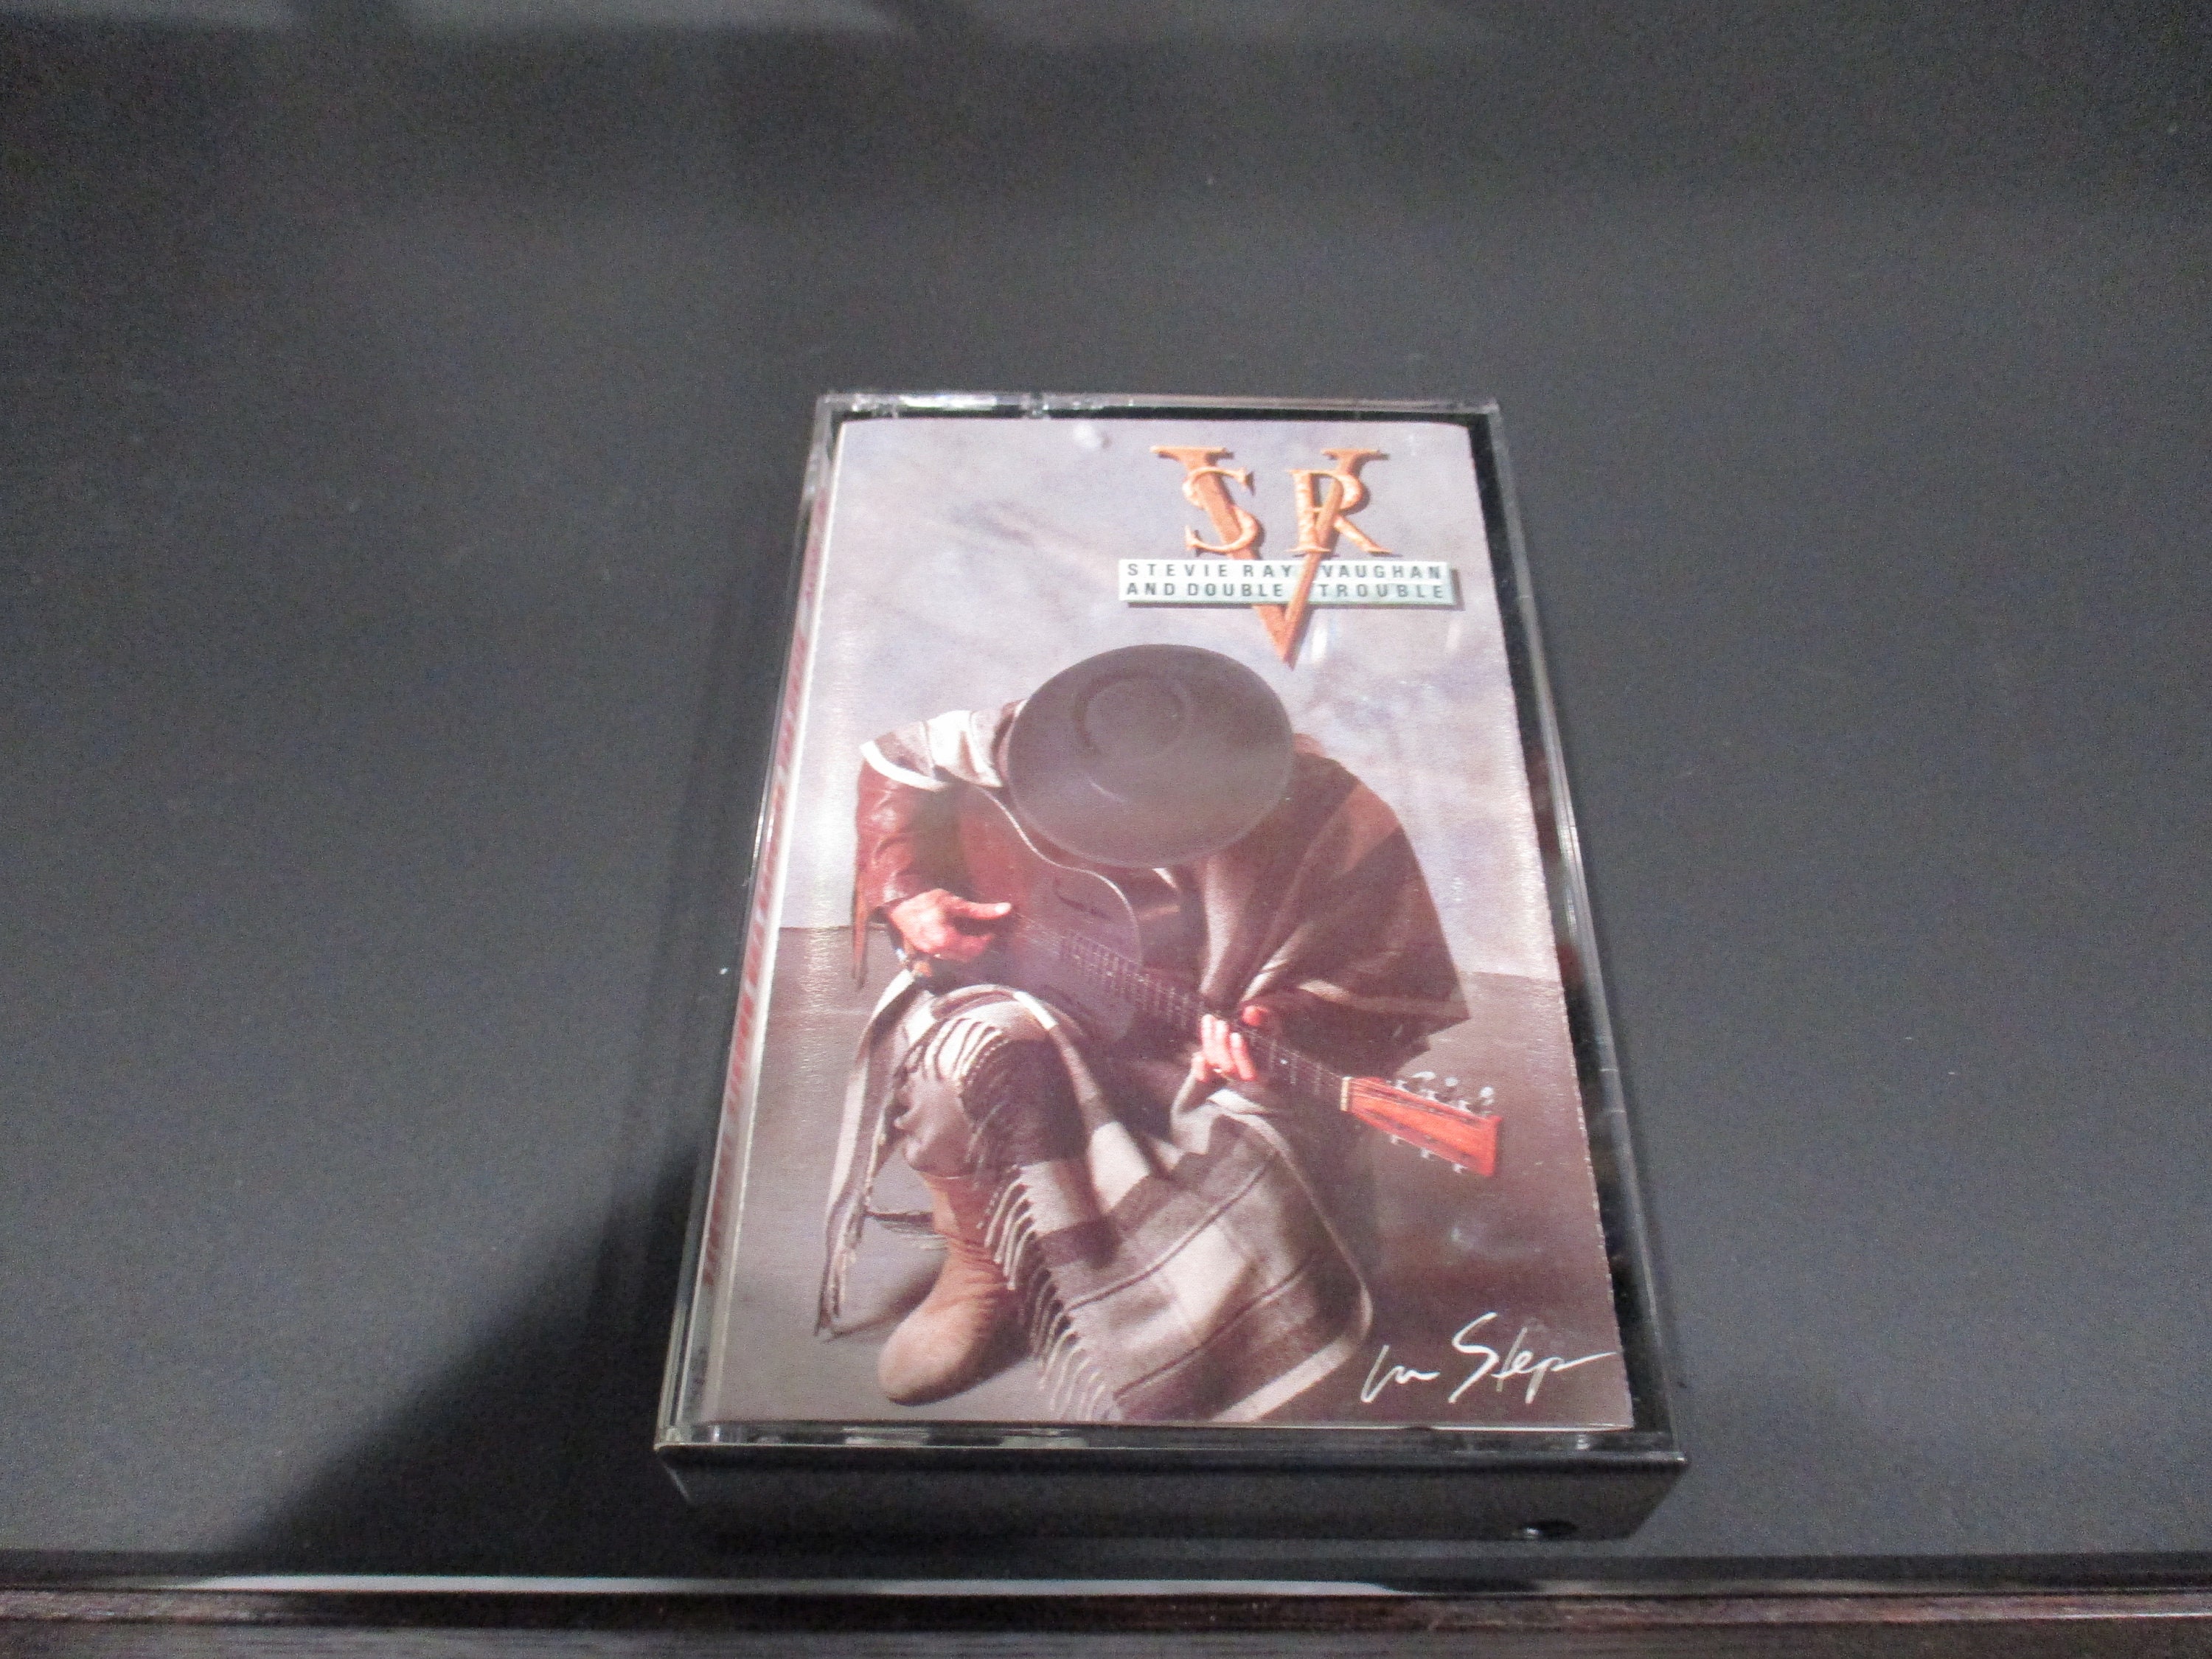 SRV
STEVIE RAY VAUGHAN
AND DOUBLE TROUBLE
In Step